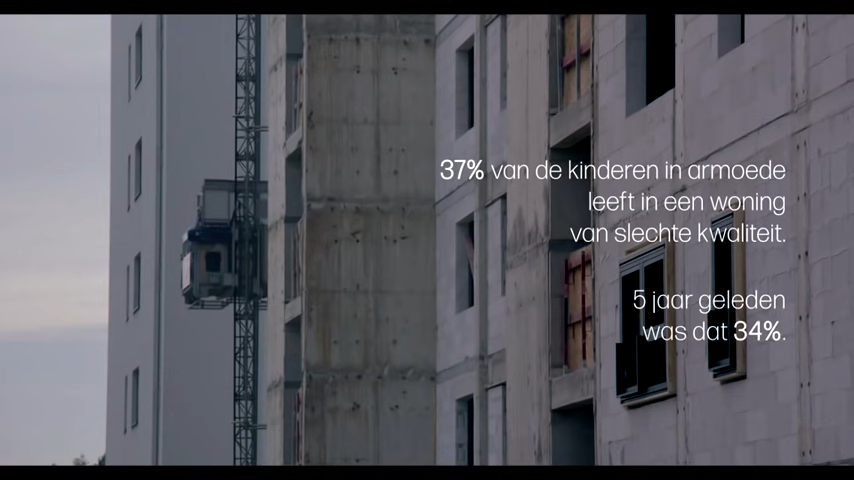 37% van de kinderen in armoede
leeft in een woning
van slechte kwaliteit.
5 jaar geleden
was dat 34%.